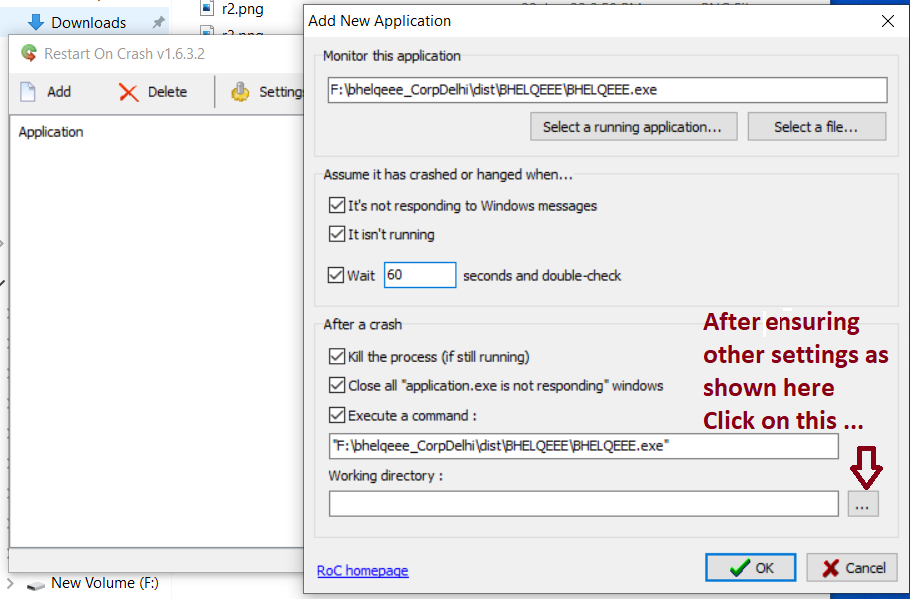 Downloads
r2.png
Restart On Crash v1.6.3.2
Add
Delete
Settings
Application
New Volume (F:)
Add New Application
Monitor this application
F:\bhelqeee_CorpDelhi\dist\BHELQEEE\BHELQEEE.exe
Select a running application...
Select a file...
Assume it has crashed or hanged when...
It's not responding to Windows messages
It isn't running
Wait 60 seconds and double-check
After a crash
Kill the process (if still running)
Close all "application.exe is not responding" windows
Execute a command :
"F:\bhelqeee_CorpDelhi\dist\BHELQEEE\BHELQEEE.exe"
Working directory :
...
After ensuring
other settings as
shown here
Click on this ...
RoC homepage
OK
Cancel